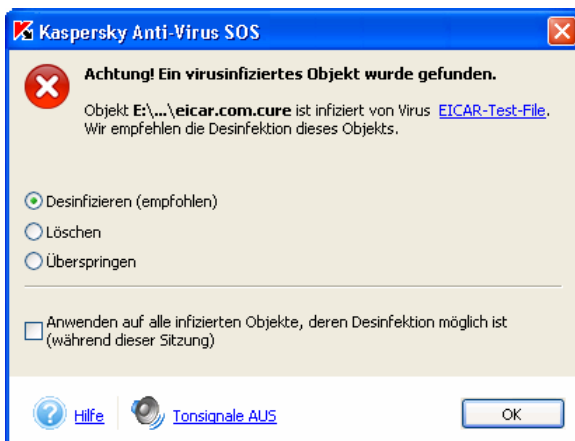 Kaspersky Anti-Virus SOS
Achtung! Ein virusinfiziertes Objekt wurde gefunden.
Objekt E:\...\eicar.com.cure ist infiziert von Virus EICAR-Test-File.
Wir empfehlen die Desinfektion dieses Objekts.
Desinfizieren (empfohlen)
Löschen
Überspringen
Anwenden auf alle infizierten Objekte, deren Desinfektion möglich ist
(während dieser Sitzung)
Hilfe Tonsignale AUS OK